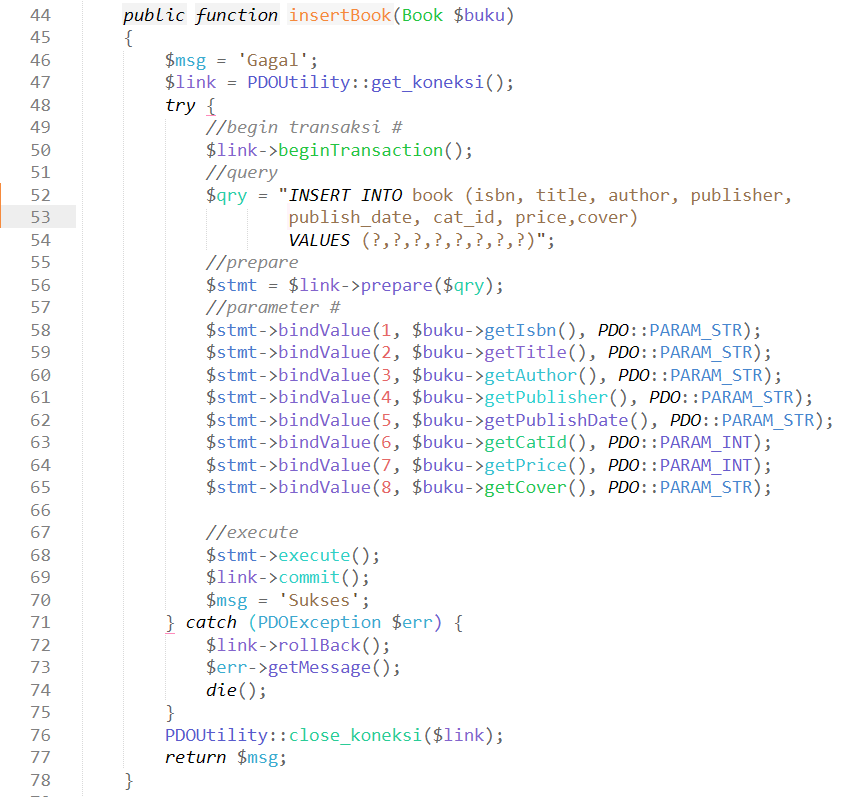 44 public function insertBook(Book $buku)
45 {
46 $msg = 'Gagal';
47 $link = PDOUtility::get_koneksi();
48 try {
49 //begin transaksi #
50 $link->beginTransaction();
51 //query
52 $qry = "INSERT INTO book (isbn, title, author, publisher,
53 publish_date, cat_id, price,cover)
54 VALUES (?,?,?,?,?,?,?,?)";
55 //prepare
56 $stmt = $link->prepare($qry);
57 //parameter #
58 $stmt->bindValue(1, $buku->getIsbn(), PDO::PARAM_STR);
59 $stmt->bindValue(2, $buku->getTitle(), PDO::PARAM_STR);
60 $stmt->bindValue(3, $buku->getAuthor(), PDO::PARAM_STR);
61 $stmt->bindValue(4, $buku->getPublisher(), PDO::PARAM_STR);
62 $stmt->bindValue(5, $buku->getPublishDate(), PDO::PARAM_STR);
63 $stmt->bindValue(6, $buku->getCatId(), PDO::PARAM_INT);
64 $stmt->bindValue(7, $buku->getPrice(), PDO::PARAM_INT);
65 $stmt->bindValue(8, $buku->getCover(), PDO::PARAM_STR);
66
67 //execute
68 $stmt->execute();
69 $link->commit();
70 $msg = 'Sukses';
71 } catch (PDOException $err) {
72 $link->rollBack();
73 $err->getMessage();
74 die();
75 }
76 PDOUtility::close_koneksi($link);
77 return $msg;
78 }